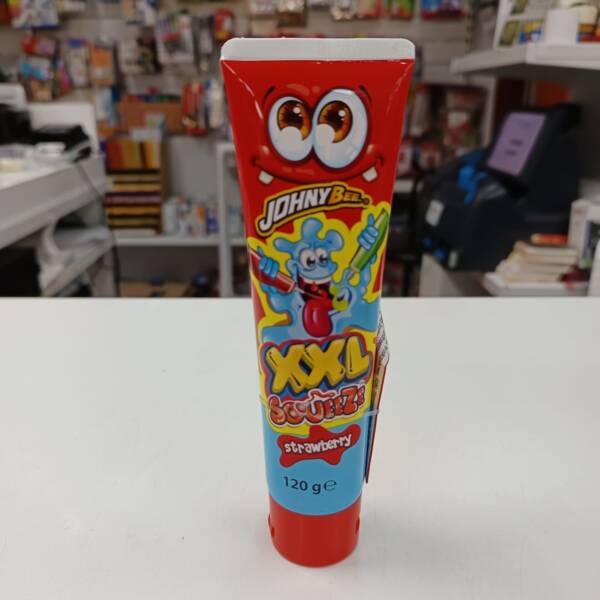 JOHNY BEE.
XXL
SQUEEZE
strawberry
120 g e